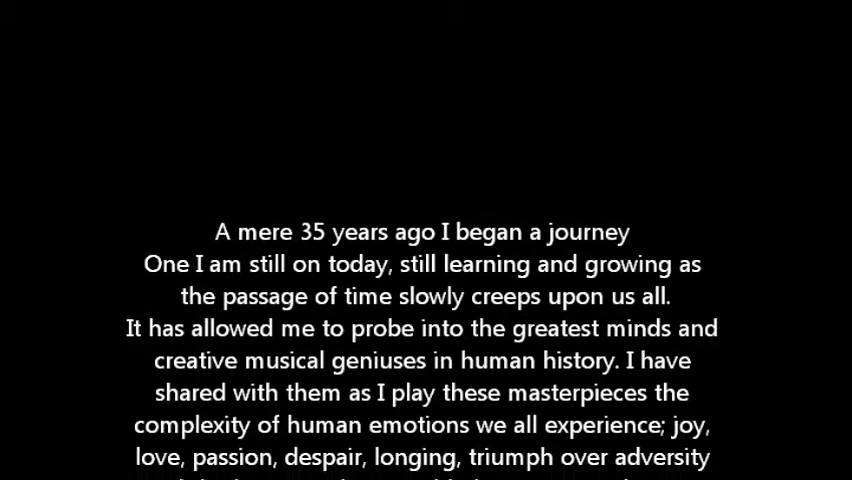 A mere 35 years ago I began a journey
One I am still on today, still learning and growing as
the passage of time slowly creeps upon us all.
It has allowed me to probe into the greatest minds and
creative musical geniuses in human history. I have
shared with them as I play these masterpieces the
complexity of human emotions we all experience; joy,
love, passion, despair, longing, triumph over adversity